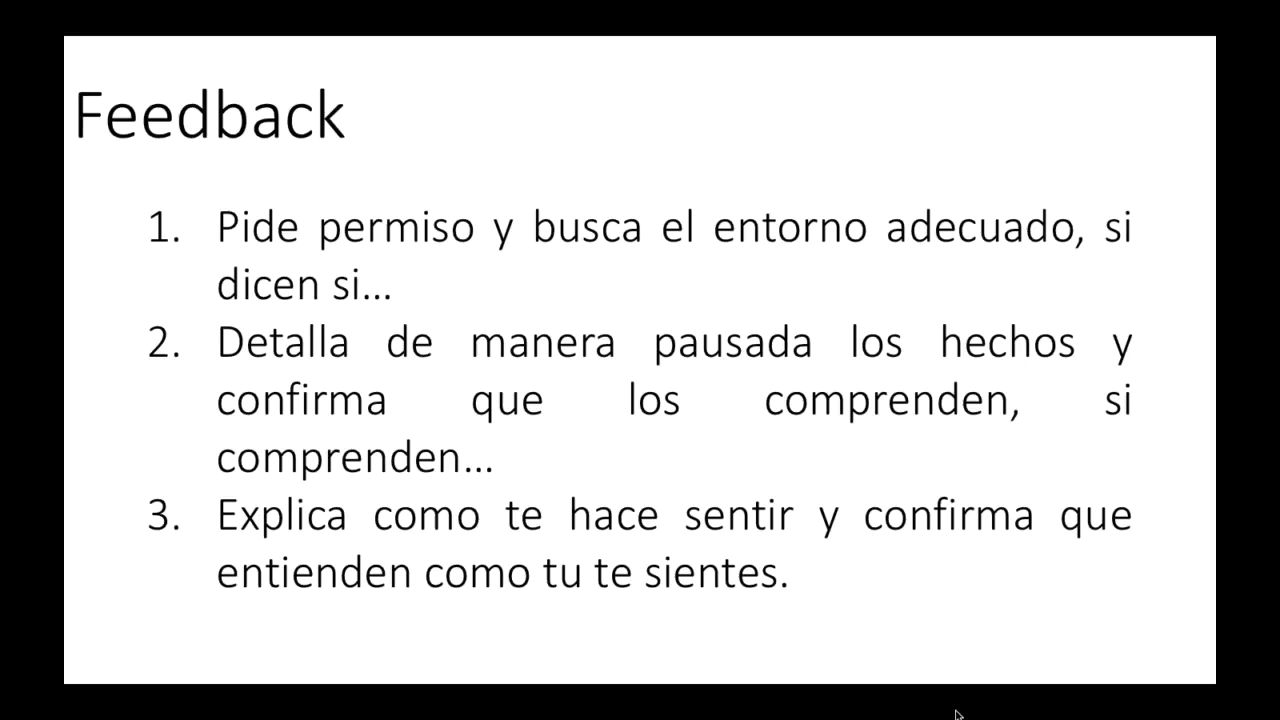 Feedback
1. Pide permiso y busca el entorno adecuado, si
dicen si...
2. Detalla de manera pausada los hechos y
confirma que los comprenden, si
comprenden...
3. Explica como te hace sentir y confirma que
entienden como tu te sientes.